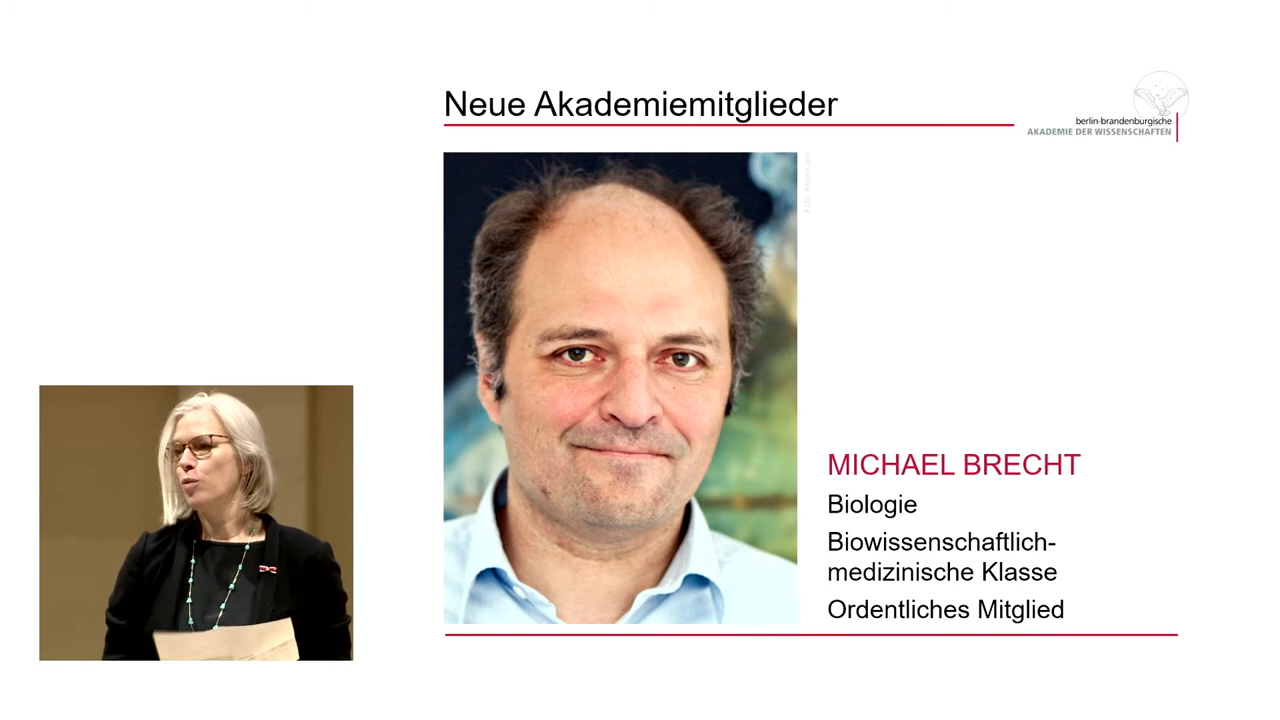 Neue Akademiemitglieder
berlin-brandenburgische
AKADEMIE DER WISSENSCHAFTEN
MICHAEL BRECHT
Biologie
Biowissenschaftlich-
medizinische Klasse
Ordentliches Mitglied